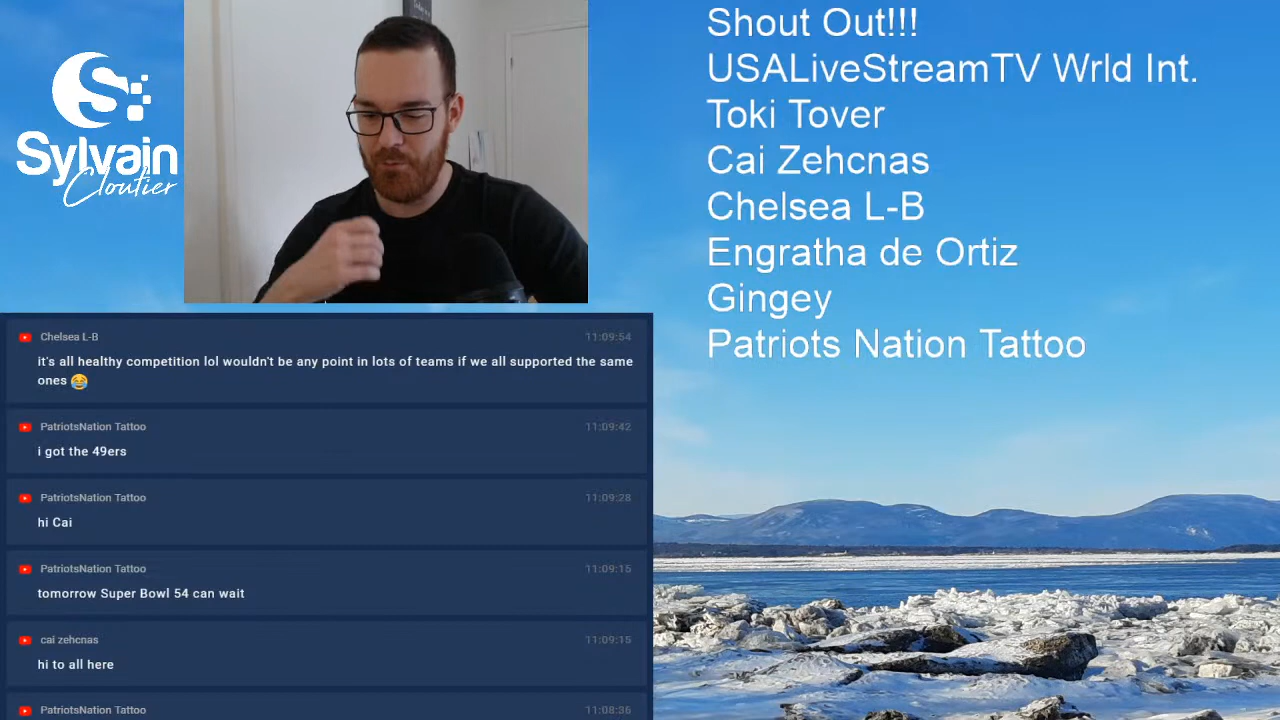 Sylvain
Cloutier
Shout Out!!!
USALiveStreamTV Wrld Int.
Toki Tover
Cai Zehcnas
Chelsea L-B
Engratha de Ortiz
Gingey
Patriots Nation Tattoo
Chelsea L-B 11:09:54
it's all healthy competition lol wouldn't be any point in lots of teams if we all supported the same
ones 😂
PatriotsNation Tattoo 11:09:42
i got the 49ers
PatriotsNation Tattoo 11:09:28
hi Cai
PatriotsNation Tattoo 11:09:15
tomorrow Super Bowl 54 can wait
cai zehcnas 11:09:15
hi to all here
PatriotsNation Tattoo 11:08:36